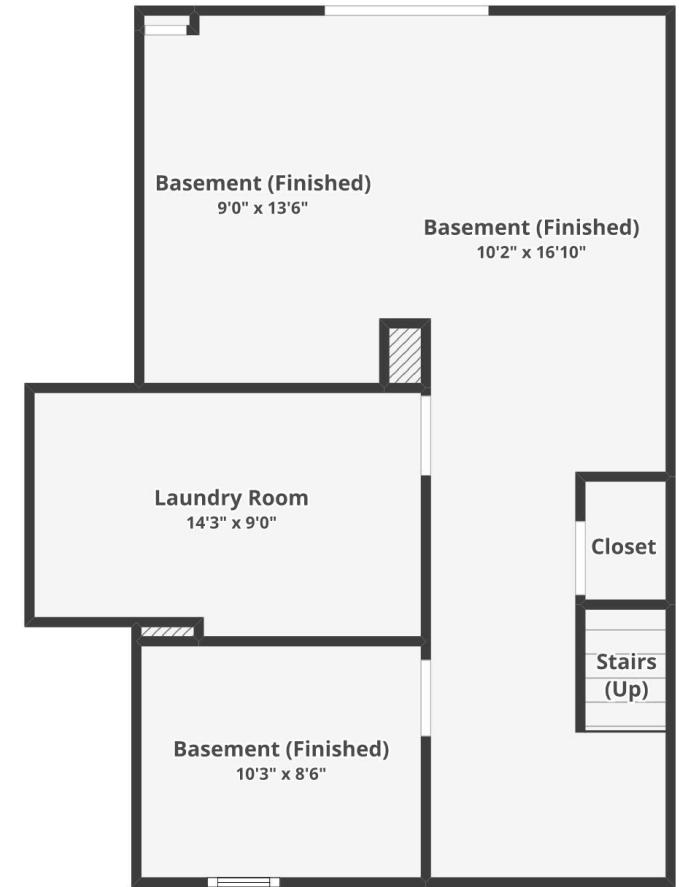 Basement (Finished)
9'0" x 13'6"
Basement (Finished)
10'2" x 16'10"
Laundry Room
14'3" x 9'0"
Closet
Stairs
(Up)
Basement (Finished)
10'3" x 8'6"